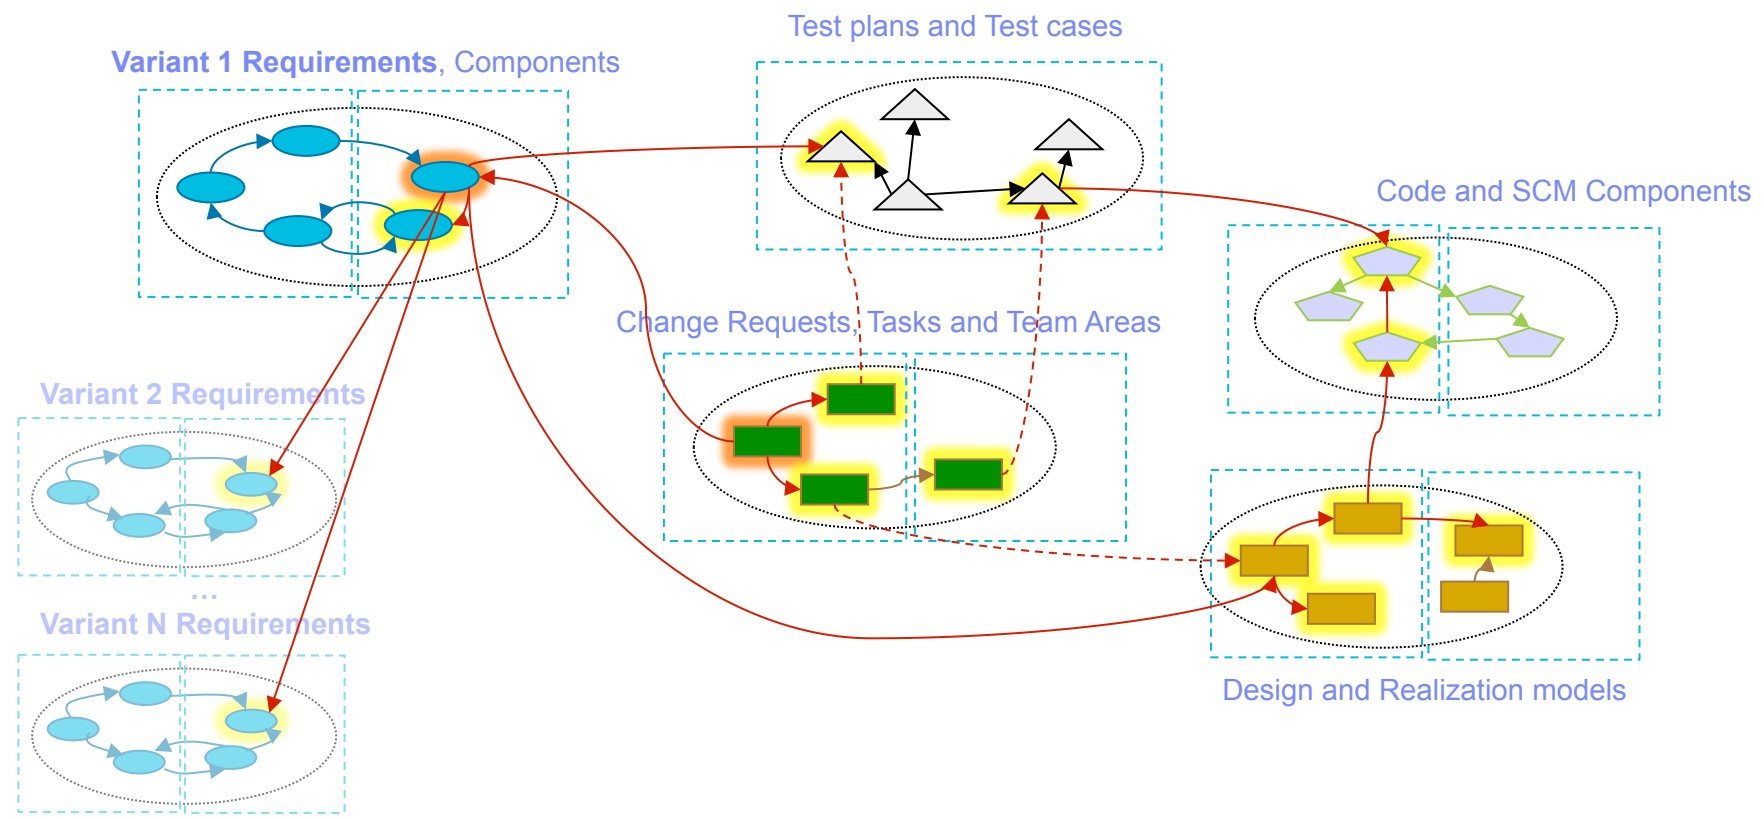 Test plans and Test cases
Variant 1 Requirements, Components
Code and SCM Components
Change Requests, Tasks and Team Areas
Variant 2 Requirements
...
Variant N Requirements
Design and Realization models